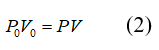 P₀V₀ = PV (2)